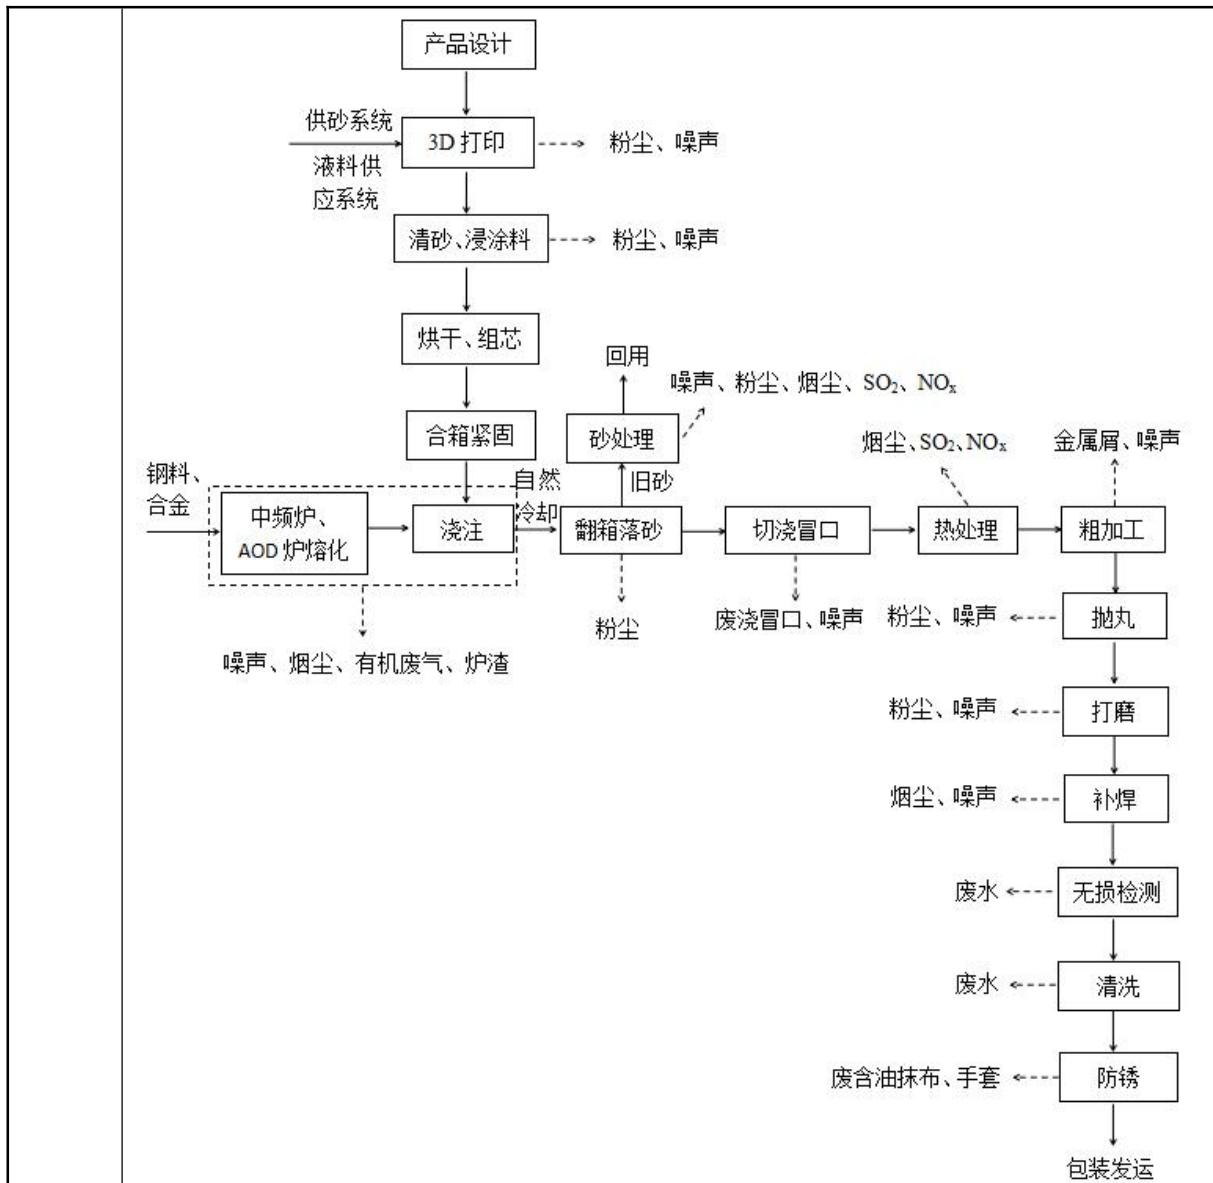 产品设计
供砂系统
3D 打印
粉尘、噪声
液料供
应系统
清砂、浸涂料
粉尘、噪声
烘干、组芯
回用
噪声、粉尘、烟尘、SO₂、NOₓ
合箱紧固
砂处理
烟尘、SO₂、NOₓ
金属屑、噪声
钢料、
合金
自然
冷却
旧砂
中频炉、
AOD 炉熔化
浇注
翻箱落砂
切浇冒口
热处理
粗加工
粉尘
废浇冒口、噪声
粉尘、噪声
抛丸
噪声、烟尘、有机废气、炉渣
粉尘、噪声
打磨
烟尘、噪声
补焊
废水
无损检测
废水
清洗
废含油抹布、手套
防锈
包装发运